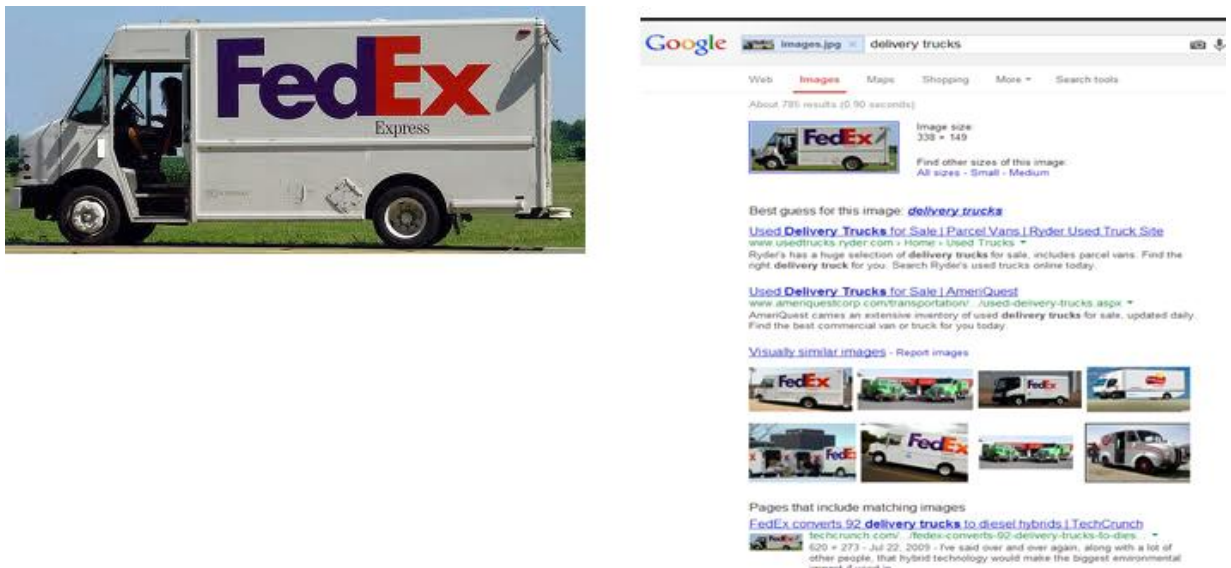 FedEx
Express
Google images.jpg × delivery trucks
Web Images Maps Shopping More Search tools
About 785 results (0.90 seconds)
FedEx
Image size:
338 × 149
Find other sizes of this image:
All sizes - Small - Medium
Best guess for this image: delivery trucks
Used Delivery Trucks for Sale | Parcel Vans | Ryder Used Truck Site
www.usedtrucks.ryder.com › Home › Used Trucks
Ryder's has a huge selection of delivery trucks for sale, includes parcel vans. Find the
right delivery truck for you. Search Ryder's used trucks online today.
Used Delivery Trucks for Sale | AmeriQuest
www.ameriquestcorp.com/transportation/.../used-delivery-trucks.aspx
AmeriQuest carries an extensive inventory of used delivery trucks for sale, updated daily.
Find the best commercial van or truck for you today.
Visually similar images - Report images
FedEx FedEx
FedEx FedEx
Pages that include matching images
FedEx converts 92 delivery trucks to diesel hybrids | TechCrunch
techcrunch.com/.../fedex-converts-92-delivery-trucks-to-dies...
FedEx
620 × 273 - Jul 22, 2009 - I've said over and over again, along with a lot of
other people, that hybrid technology would make the biggest environmental